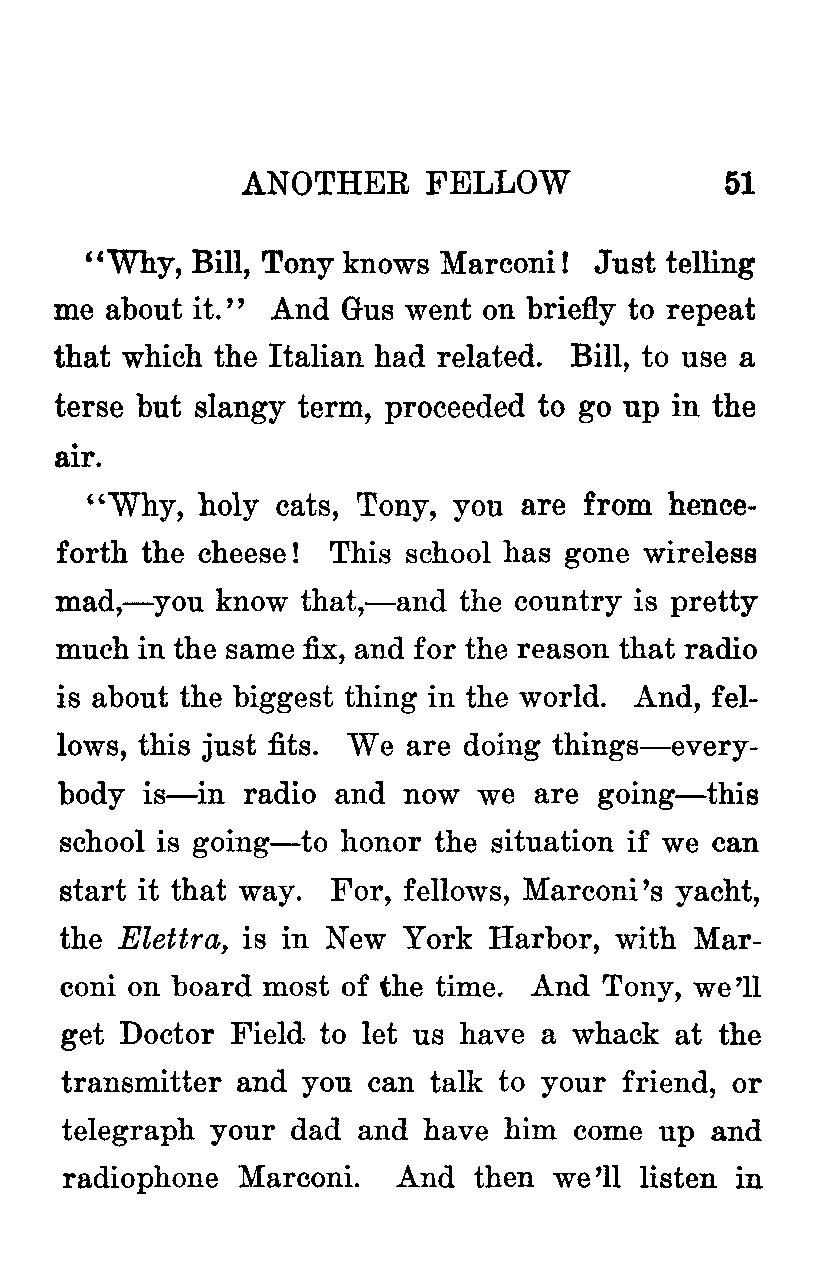 ANOTHER FELLOW 51
"Why, Bill, Tony knows Marconi! Just telling
me about it." And Gus went on briefly to repeat
that which the Italian had related. Bill, to use a
terse but slangy term, proceeded to go up in the
air.
"Why, holy cats, Tony, you are from hence-
forth the cheese! This school has gone wireless
mad,—you know that,—and the country is pretty
much in the same fix, and for the reason that radio
is about the biggest thing in the world. And, fel-
lows, this just fits. We are doing things—every-
body is—in radio and now we are going—this
school is going—to honor the situation if we can
start it that way. For, fellows, Marconi's yacht,
the Elettra, is in New York Harbor, with Mar-
coni on board most of the time. And Tony, we'll
get Doctor Field to let us have a whack at the
transmitter and you can talk to your friend, or
telegraph your dad and have him come up and
radiophone Marconi. And then we'll listen in